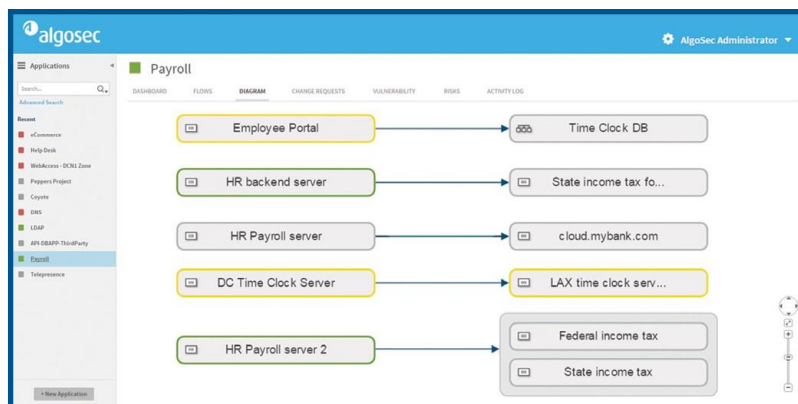 algosec
AlgoSec Administrator
Applications
Search...
Advanced Search
Recent
eCommerce
Help Desk
WebAccess - DCN1 Zone
Peppers Project
Coyote
DNS
LDAP
API-DBAPP-ThirdParty
Payroll
Telepresence
+ New Application
Payroll
DASHBOARD FLOWS DIAGRAM CHANGE REQUESTS VULNERABILITY RISKS ACTIVITY LOG
Employee Portal Time Clock DB
HR backend server State income tax fo...
HR Payroll server cloud.mybank.com
DC Time Clock Server LAX time clock serv...
HR Payroll server 2 Federal income tax
State income tax